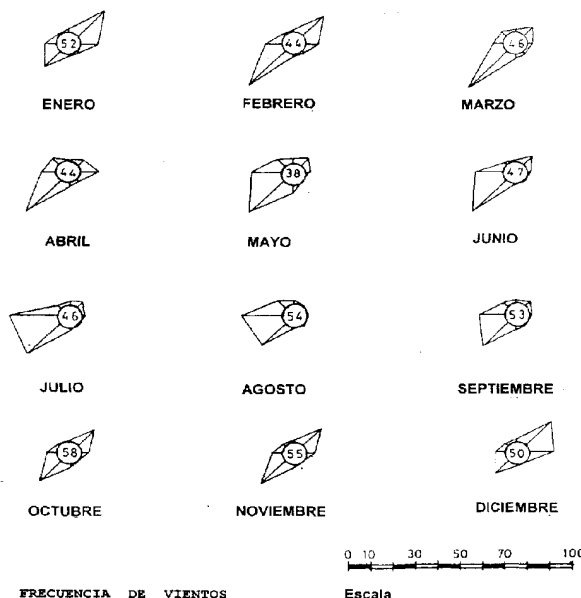 52 44 46
ENERO FEBRERO MARZO
44 38 47
ABRIL MAYO JUNIO
46 54 53
JULIO AGOSTO SEPTIEMBRE
58 55 50
OCTUBRE NOVIEMBRE DICIEMBRE
0 10 30 50 70 100
FRECUENCIA DE VIENTOS Escala